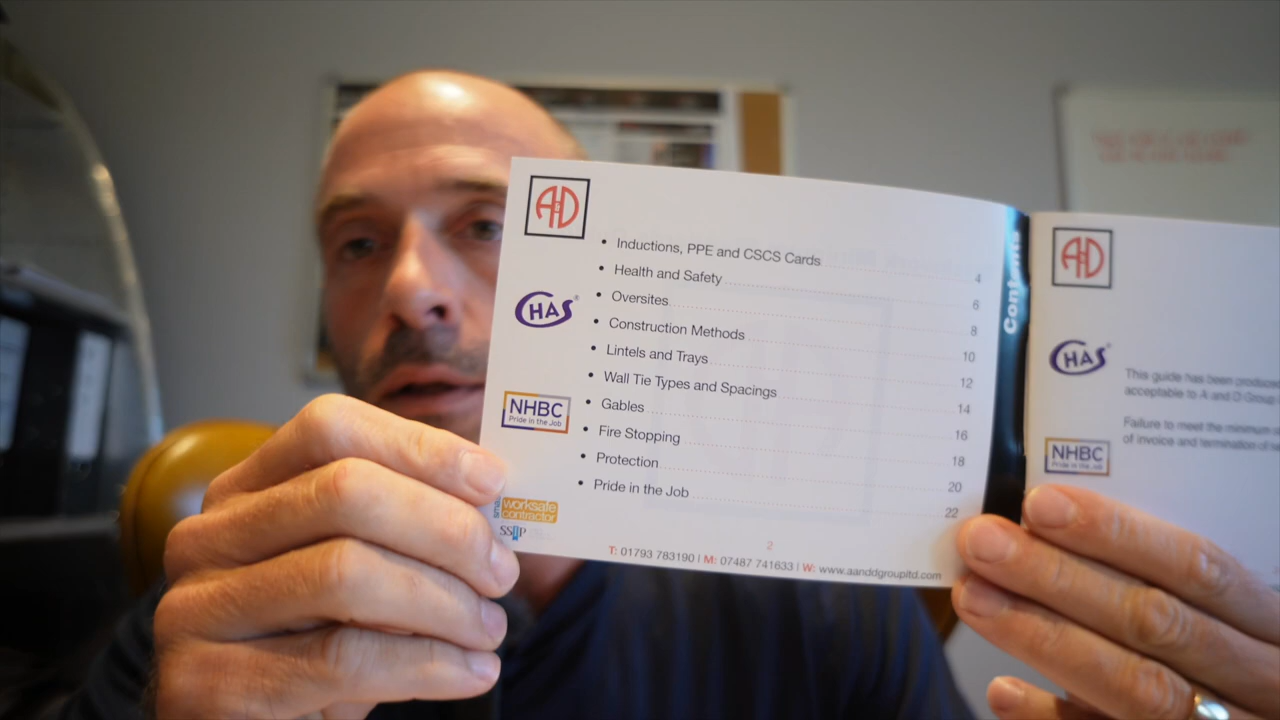 A&D
• Inductions, PPE and CSCS Cards 4
• Health and Safety 6
• Oversites 8
• Construction Methods 10
• Lintels and Trays 12
• Wall Tie Types and Spacings 14
• Gables 16
• Fire Stopping 18
• Protection 20
• Pride in the Job 22
CHAS®
NHBC
Pride in the Job
worksafe
contractor
SSIP
2
T: 01793 783190 | M: 07487 741633 | W: www.aanddgroupltd.com
Contents
A&D
CHAS®
NHBC
Pride in the Job
This guide has been produced
acceptable to A and D Group
Failure to meet the minimum
of invoice and termination of